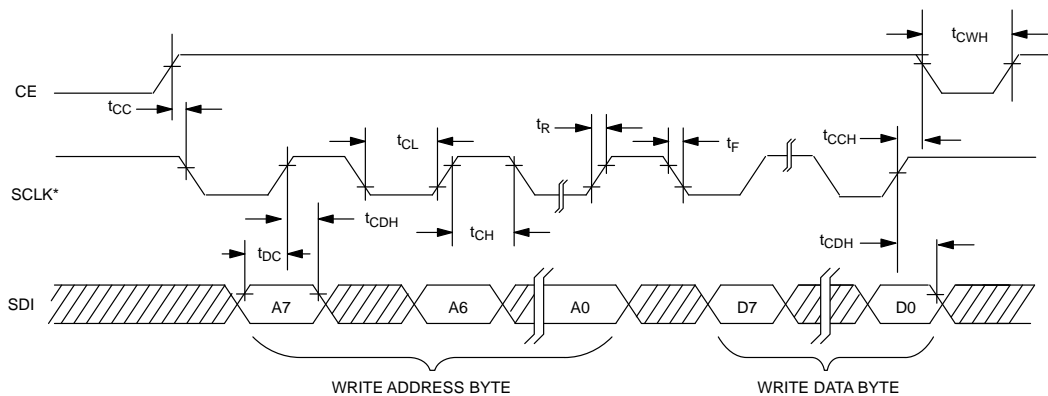 tCWH
CE
tCC
tCL
tR
tF
tCCH
SCLK*
tCDH
tCH
tCDH
tDC
SDI
A7
A6
A0
D7
D0
WRITE ADDRESS BYTE
WRITE DATA BYTE